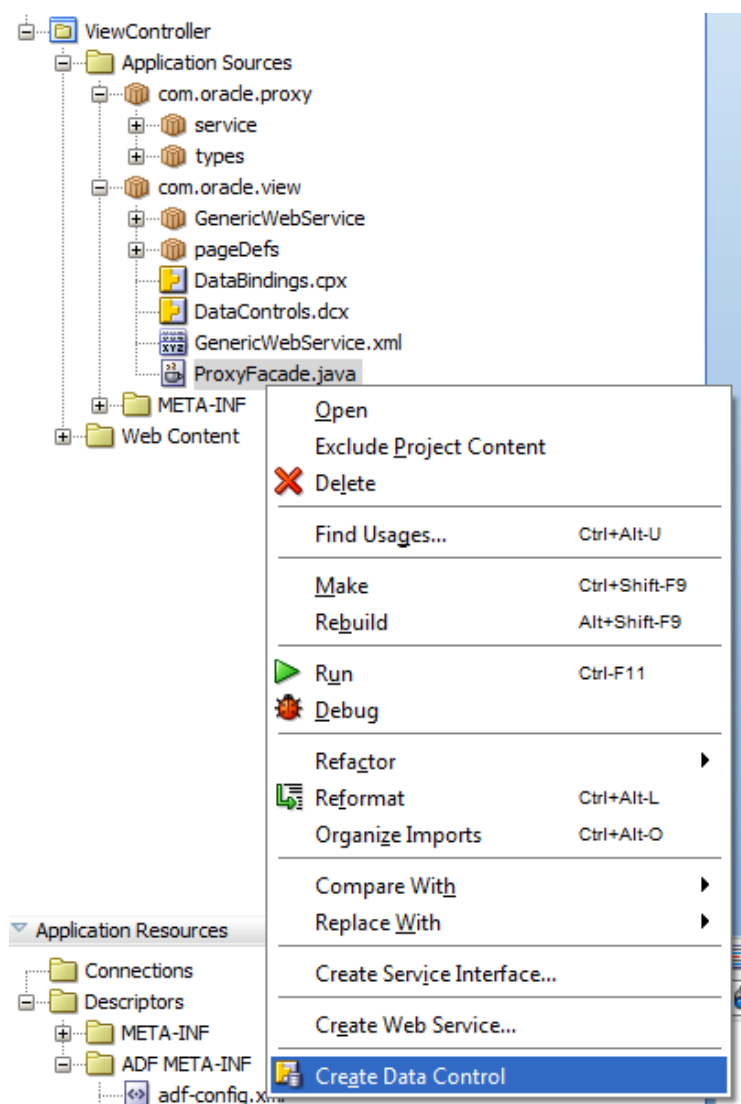 ViewController
Application Sources
com.oracle.proxy
service
types
com.oracle.view
GenericWebService
pageDefs
DataBindings.cpx
DataControls.dcx
GenericWebService.xml
ProxyFacade.java
META-INF
Web Content
Open
Exclude Project Content
Delete
Find Usages... Ctrl+Alt-U
Make Ctrl+Shift-F9
Rebuild Alt+Shift-F9
Run Ctrl-F11
Debug
Refactor
Reformat Ctrl+Alt-L
Organize Imports Ctrl+Alt-O
Compare With
Replace With
Create Service Interface...
Create Web Service...
Create Data Control
Application Resources
Connections
Descriptors
META-INF
ADF META-INF
adf-config.xml